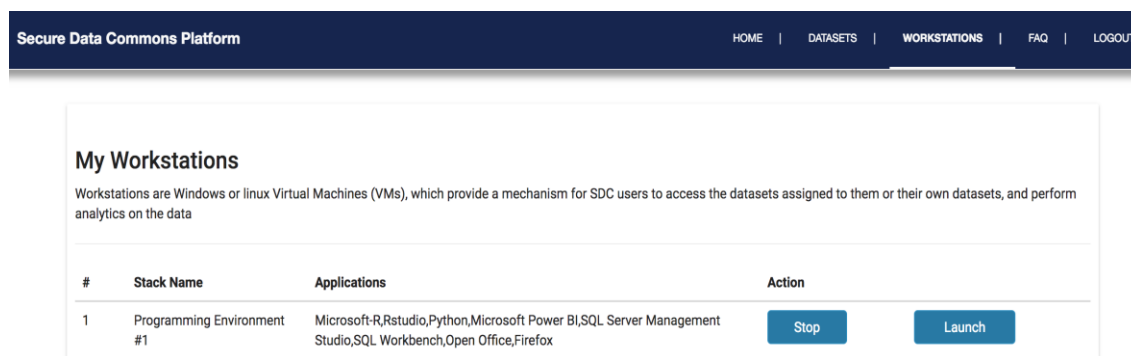 Secure Data Commons Platform HOME | DATASETS | WORKSTATIONS | FAQ | LOGOUT
My Workstations
Workstations are Windows or linux Virtual Machines (VMs), which provide a mechanism for SDC users to access the datasets assigned to them or their own datasets, and perform
analytics on the data
# Stack Name Applications Action
1 Programming Environment Microsoft-R,Rstudio,Python,Microsoft Power BI,SQL Server Management Stop Launch
#1 Studio,SQL Workbench,Open Office,Firefox